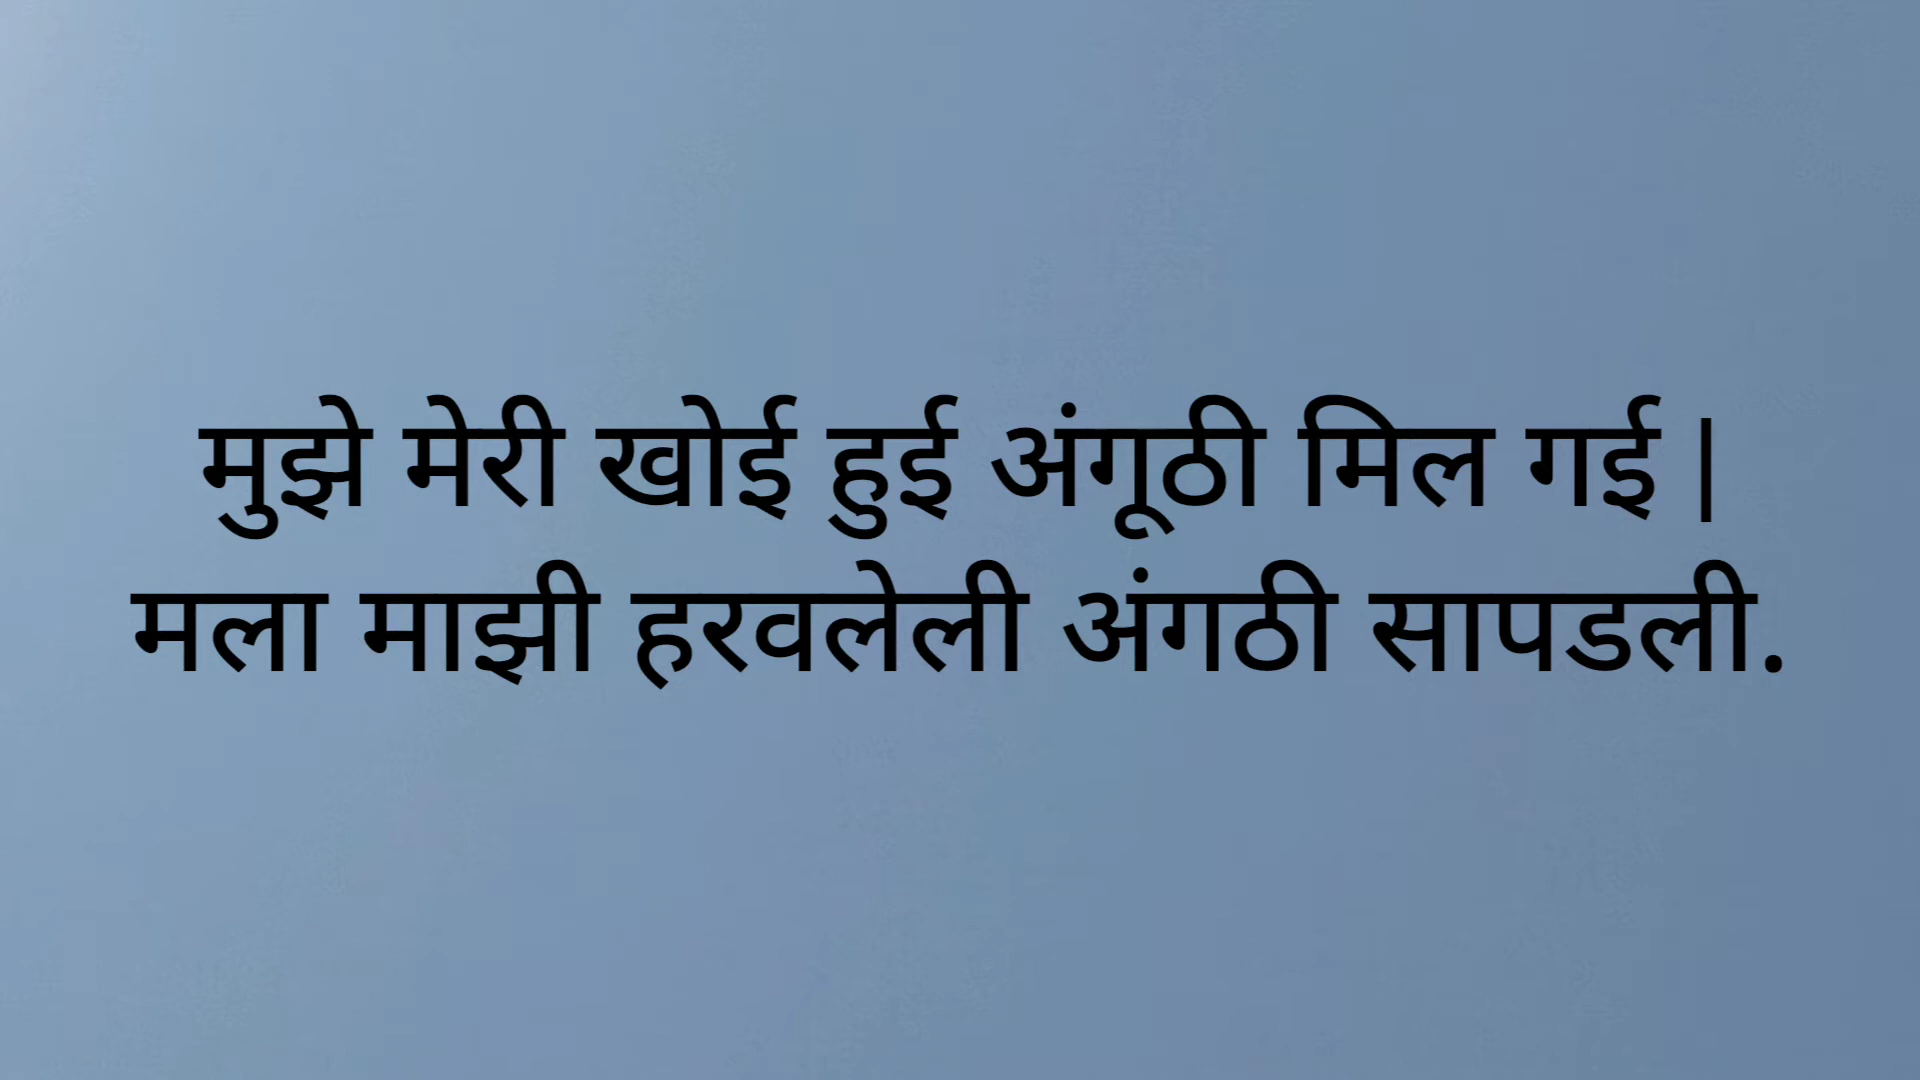 मुझे मेरी खोई हुई अंगूठी मिल गई |
मला माझी हरवलेली अंगठी सापडली.